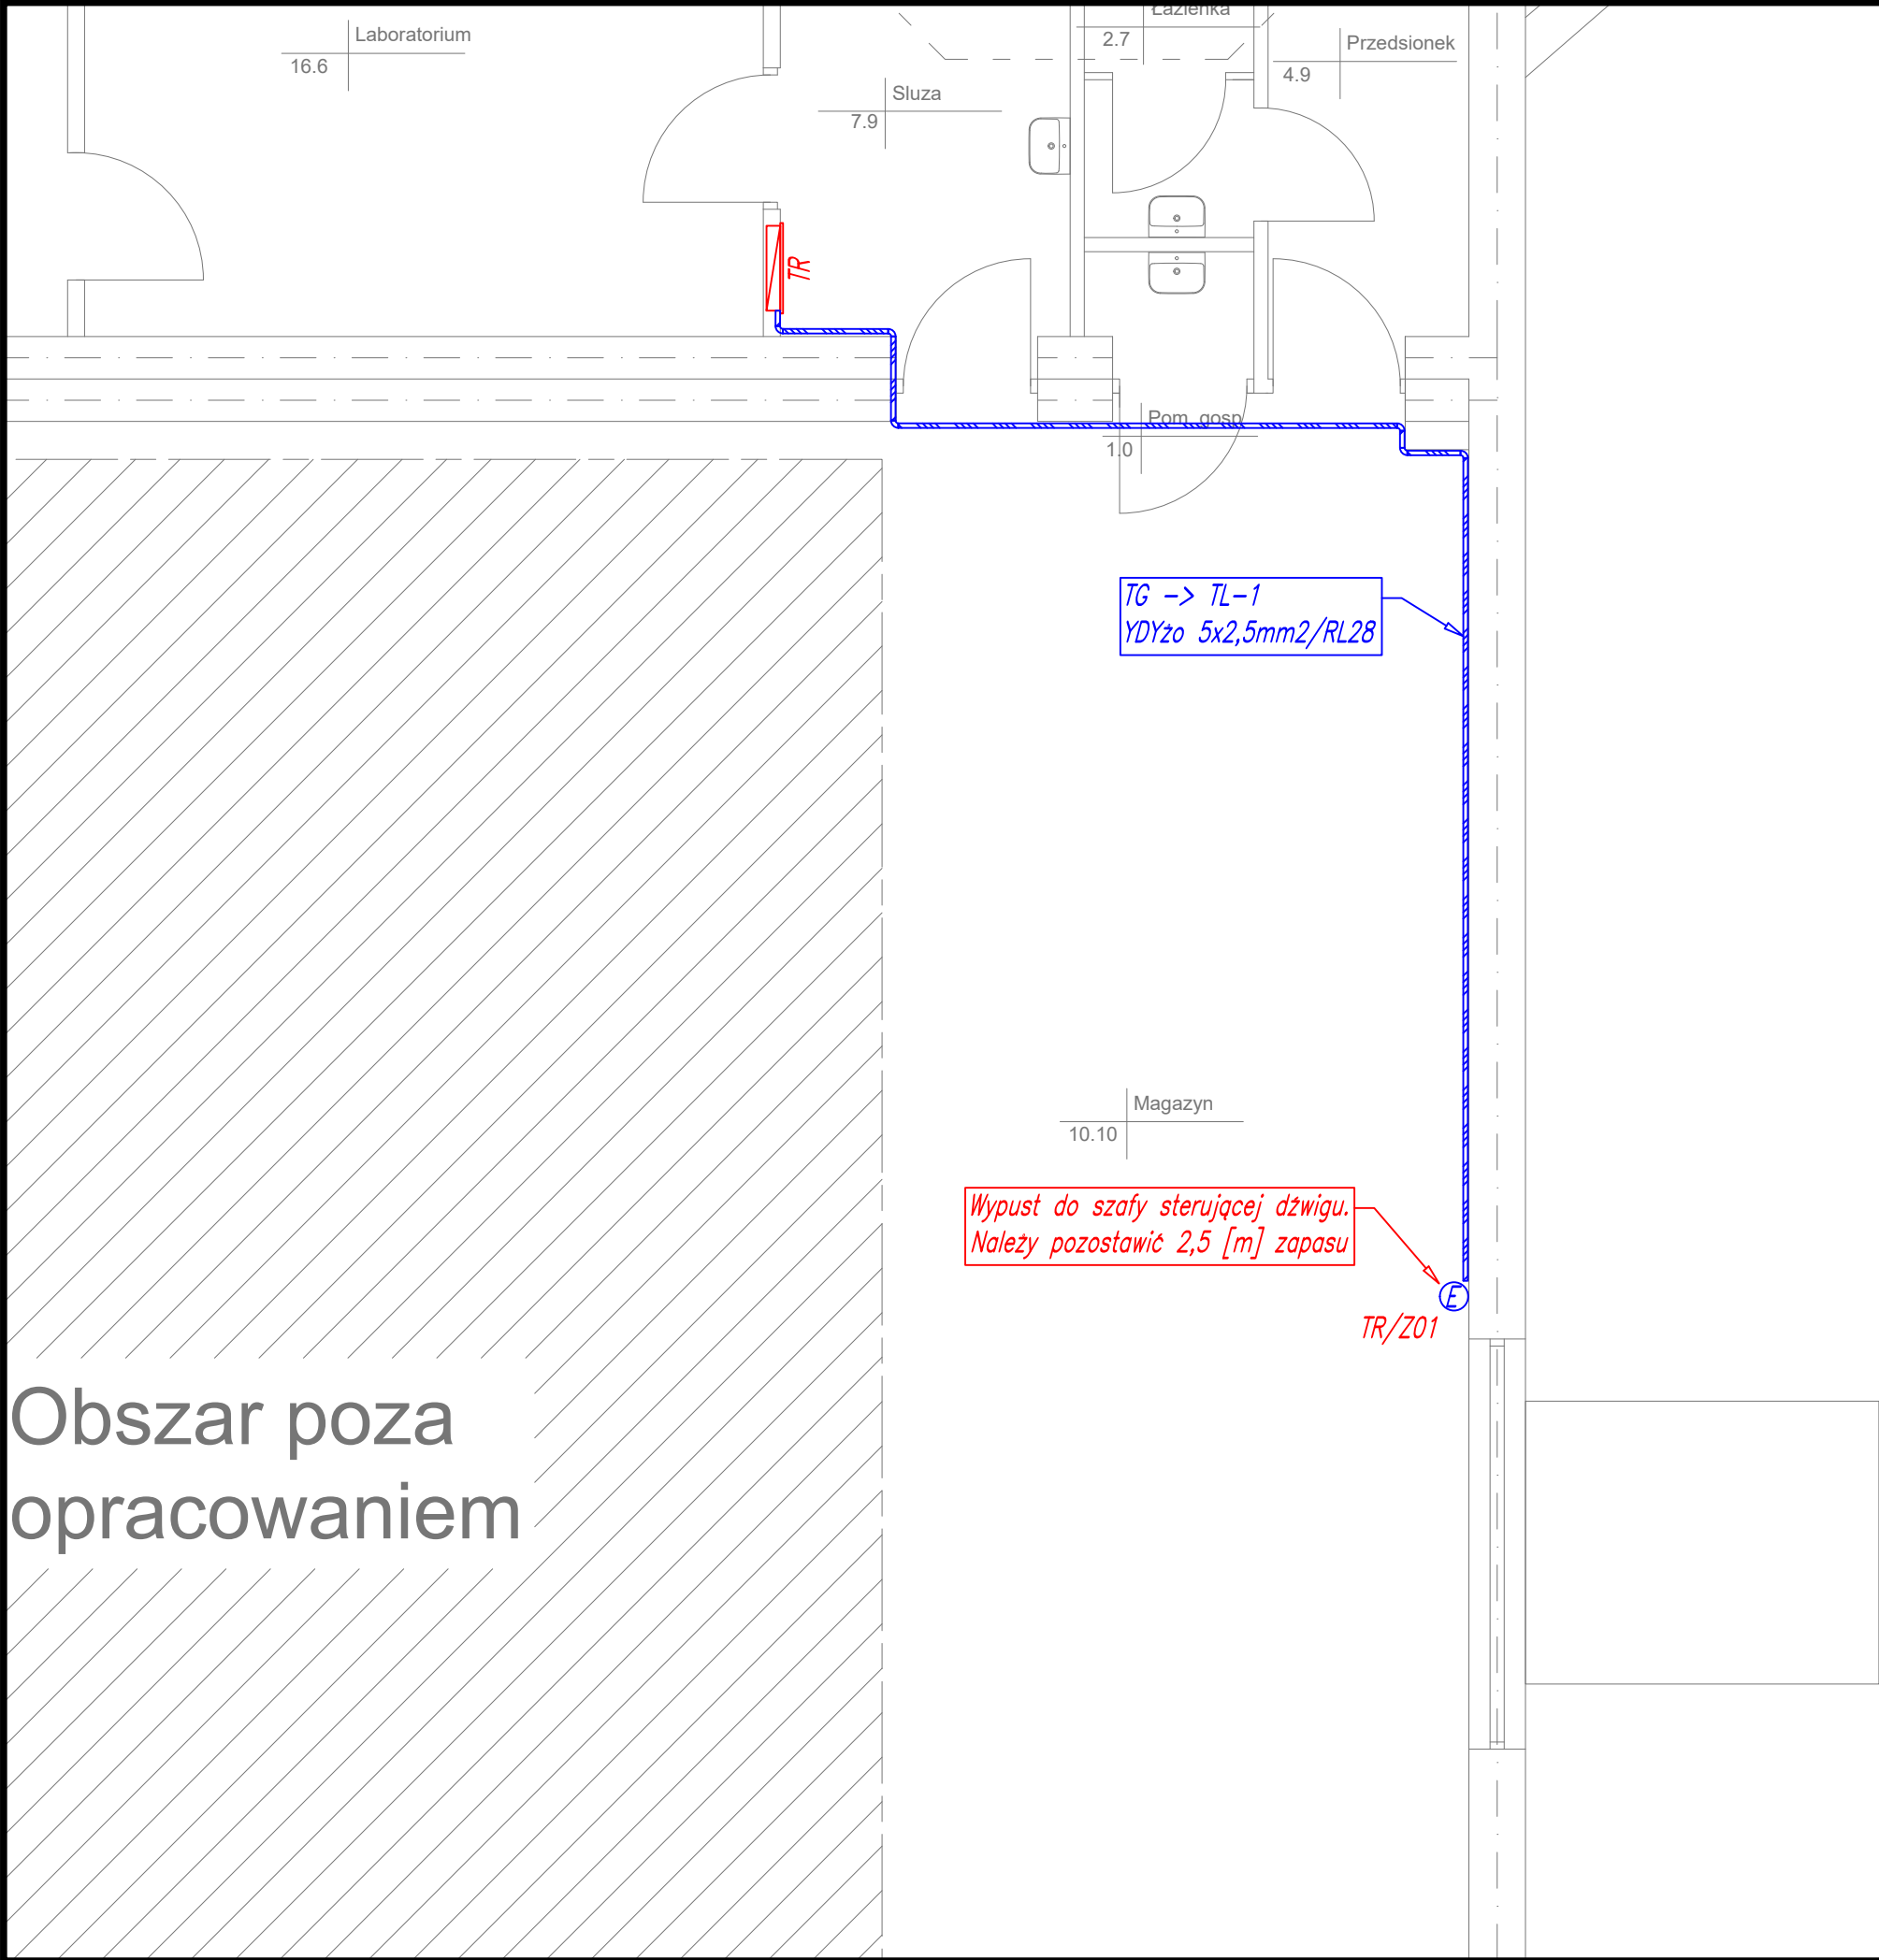 Łazienka
2.7
Laboratorium
16.6
Przedsionek
4.9
Sluza
7.9
TR
Pom. gosp.
1.0
TG -> TL-1
YDYżo 5x2,5mm2/RL28
Magazyn
10.10
Wypust do szafy sterującej dźwigu.
Należy pozostawić 2,5 [m] zapasu
E
TR/Z01
Obszar poza
opracowaniem